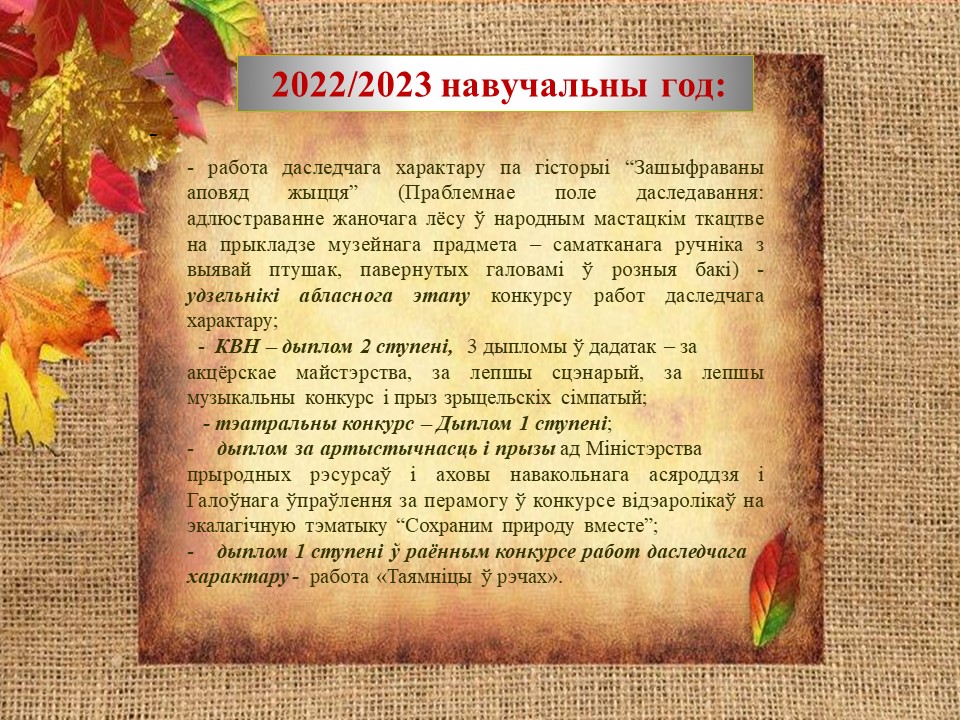 2022/2023 навучальны год:
- работа даследчага характару па гісторыі “Зашыфраваны
аповяд жыцця” (Праблемнае поле даследавання:
адлюстраванне жаночага лёсу ў народным мастацкім ткацтве
на прыкладзе музейнага прадмета – саматканага ручніка з
выявай птушак, павернутых галовамі ў розныя бакі) -
удзельнікі абласнога этапу конкурсу работ даследчага
характару;
- КВН – дыплом 2 ступені, 3 дыпломы ў дадатак – за
акцёрскае майстэрства, за лепшы сцэнарый, за лепшы
музыкальны конкурс і прыз зрыцельскіх сімпатый;
- тэатральны конкурс – Дыплом 1 ступені;
- дыплом за артыстычнасць і прызы ад Міністэрства
прыродных рэсурсаў і аховы навакольнага асяроддзя і
Галоўнага ўпраўлення за перамогу ў конкурсе відэаролікаў на
экалагічную тэматыку “Сохраним природу вместе”;
- дыплом 1 ступені ў раённым конкурсе работ даследчага
характару - работа «Таямніцы ў рэчах».